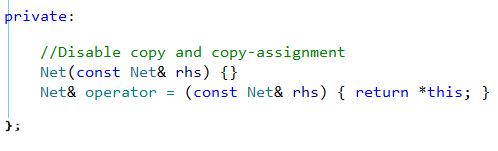 private:
//Disable copy and copy-assignment
Net(const Net& rhs) {}
Net& operator = (const Net& rhs) { return *this; }
};